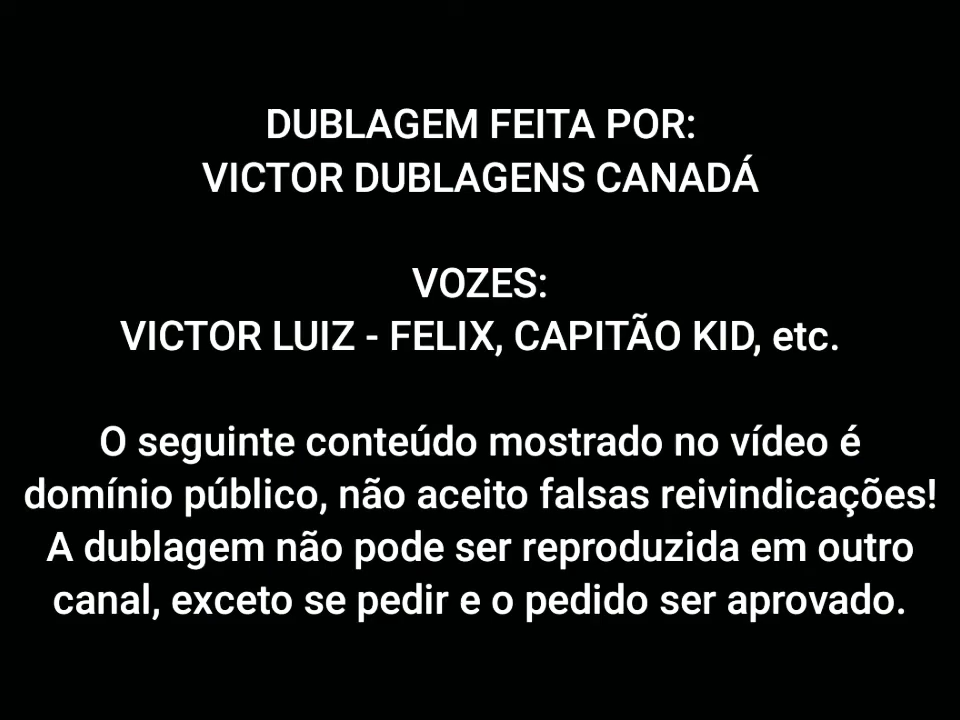 DUBLAGEM FEITA POR:
VICTOR DUBLAGENS CANADÁ
VOZES:
VICTOR LUIZ - FELIX, CAPITÃO KID, etc.
O seguinte conteúdo mostrado no vídeo é
domínio público, não aceito falsas reivindicações!
A dublagem não pode ser reproduzida em outro
canal, exceto se pedir e o pedido ser aprovado.